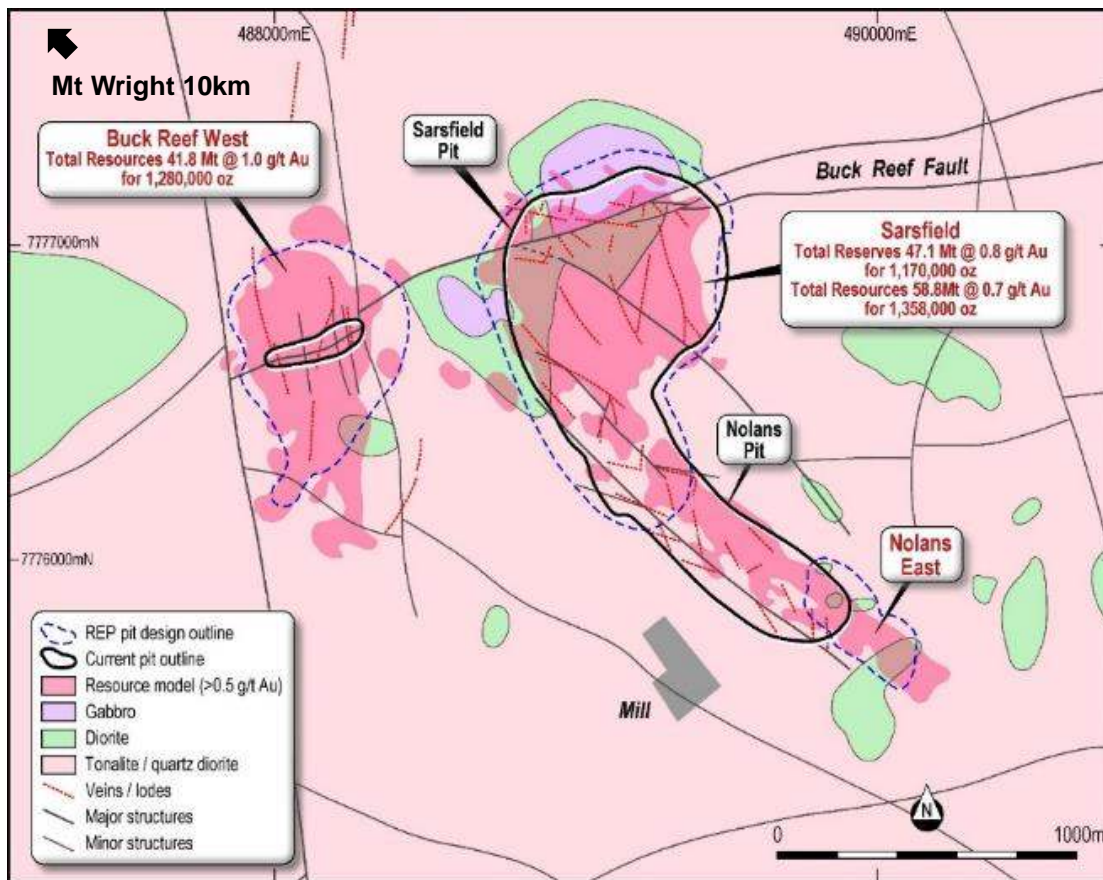 488000mE
490000mE
Mt Wright 10km
Buck Reef West
Total Resources 41.8 Mt @ 1.0 g/t Au
for 1,280,000 oz
Sarsfield
Pit
Buck Reef Fault
7777000mN
Sarsfield
Total Reserves 47.1 Mt @ 0.8 g/t Au
for 1,170,000 oz
Total Resources 58.8Mt @ 0.7 g/t Au
for 1,358,000 oz
Nolans
Pit
7776000mN
Nolans
East
REP pit design outline
Current pit outline
Resource model (>0.5 g/t Au)
Gabbro
Diorite
Tonalite / quartz diorite
Veins / lodes
Major structures
Minor structures
Mill
N
0
1000m